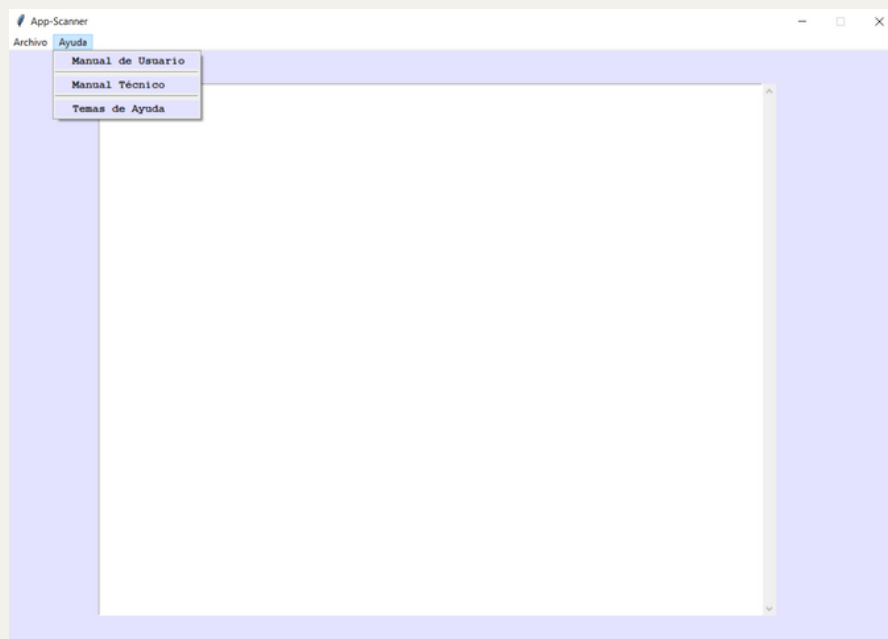 App-Scanner
Archivo Ayuda
Manual de Usuario
Manual Técnico
Temas de Ayuda